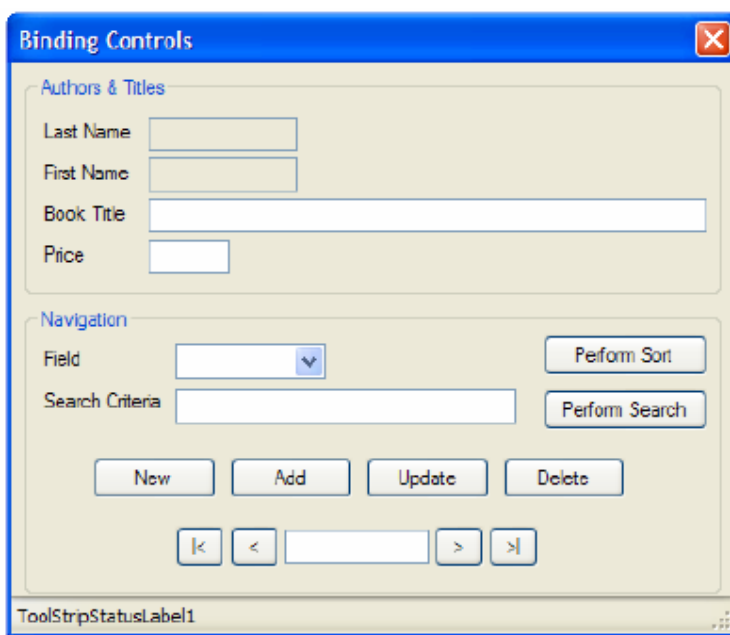 Binding Controls
Authors & Titles
Last Name
First Name
Book Title
Price
Navigation
Field
Perform Sort
Search Criteria
Perform Search
New Add Update Delete
|< < > >|
ToolStripStatusLabel1